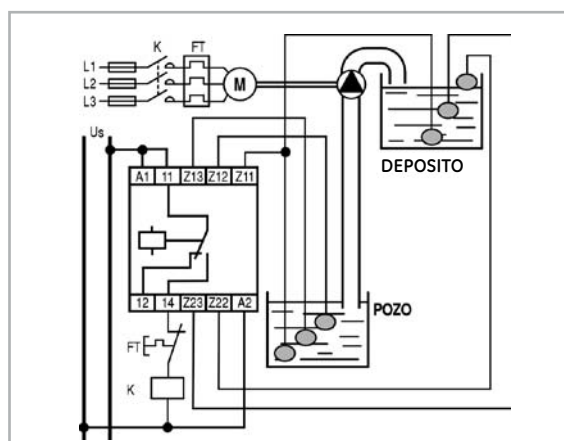 K FT
L1
L2
L3
M
Us
A1 11 Z13 Z12 Z11
DEPOSITO
12 14 Z23 Z22 A2
POZO
FT
K